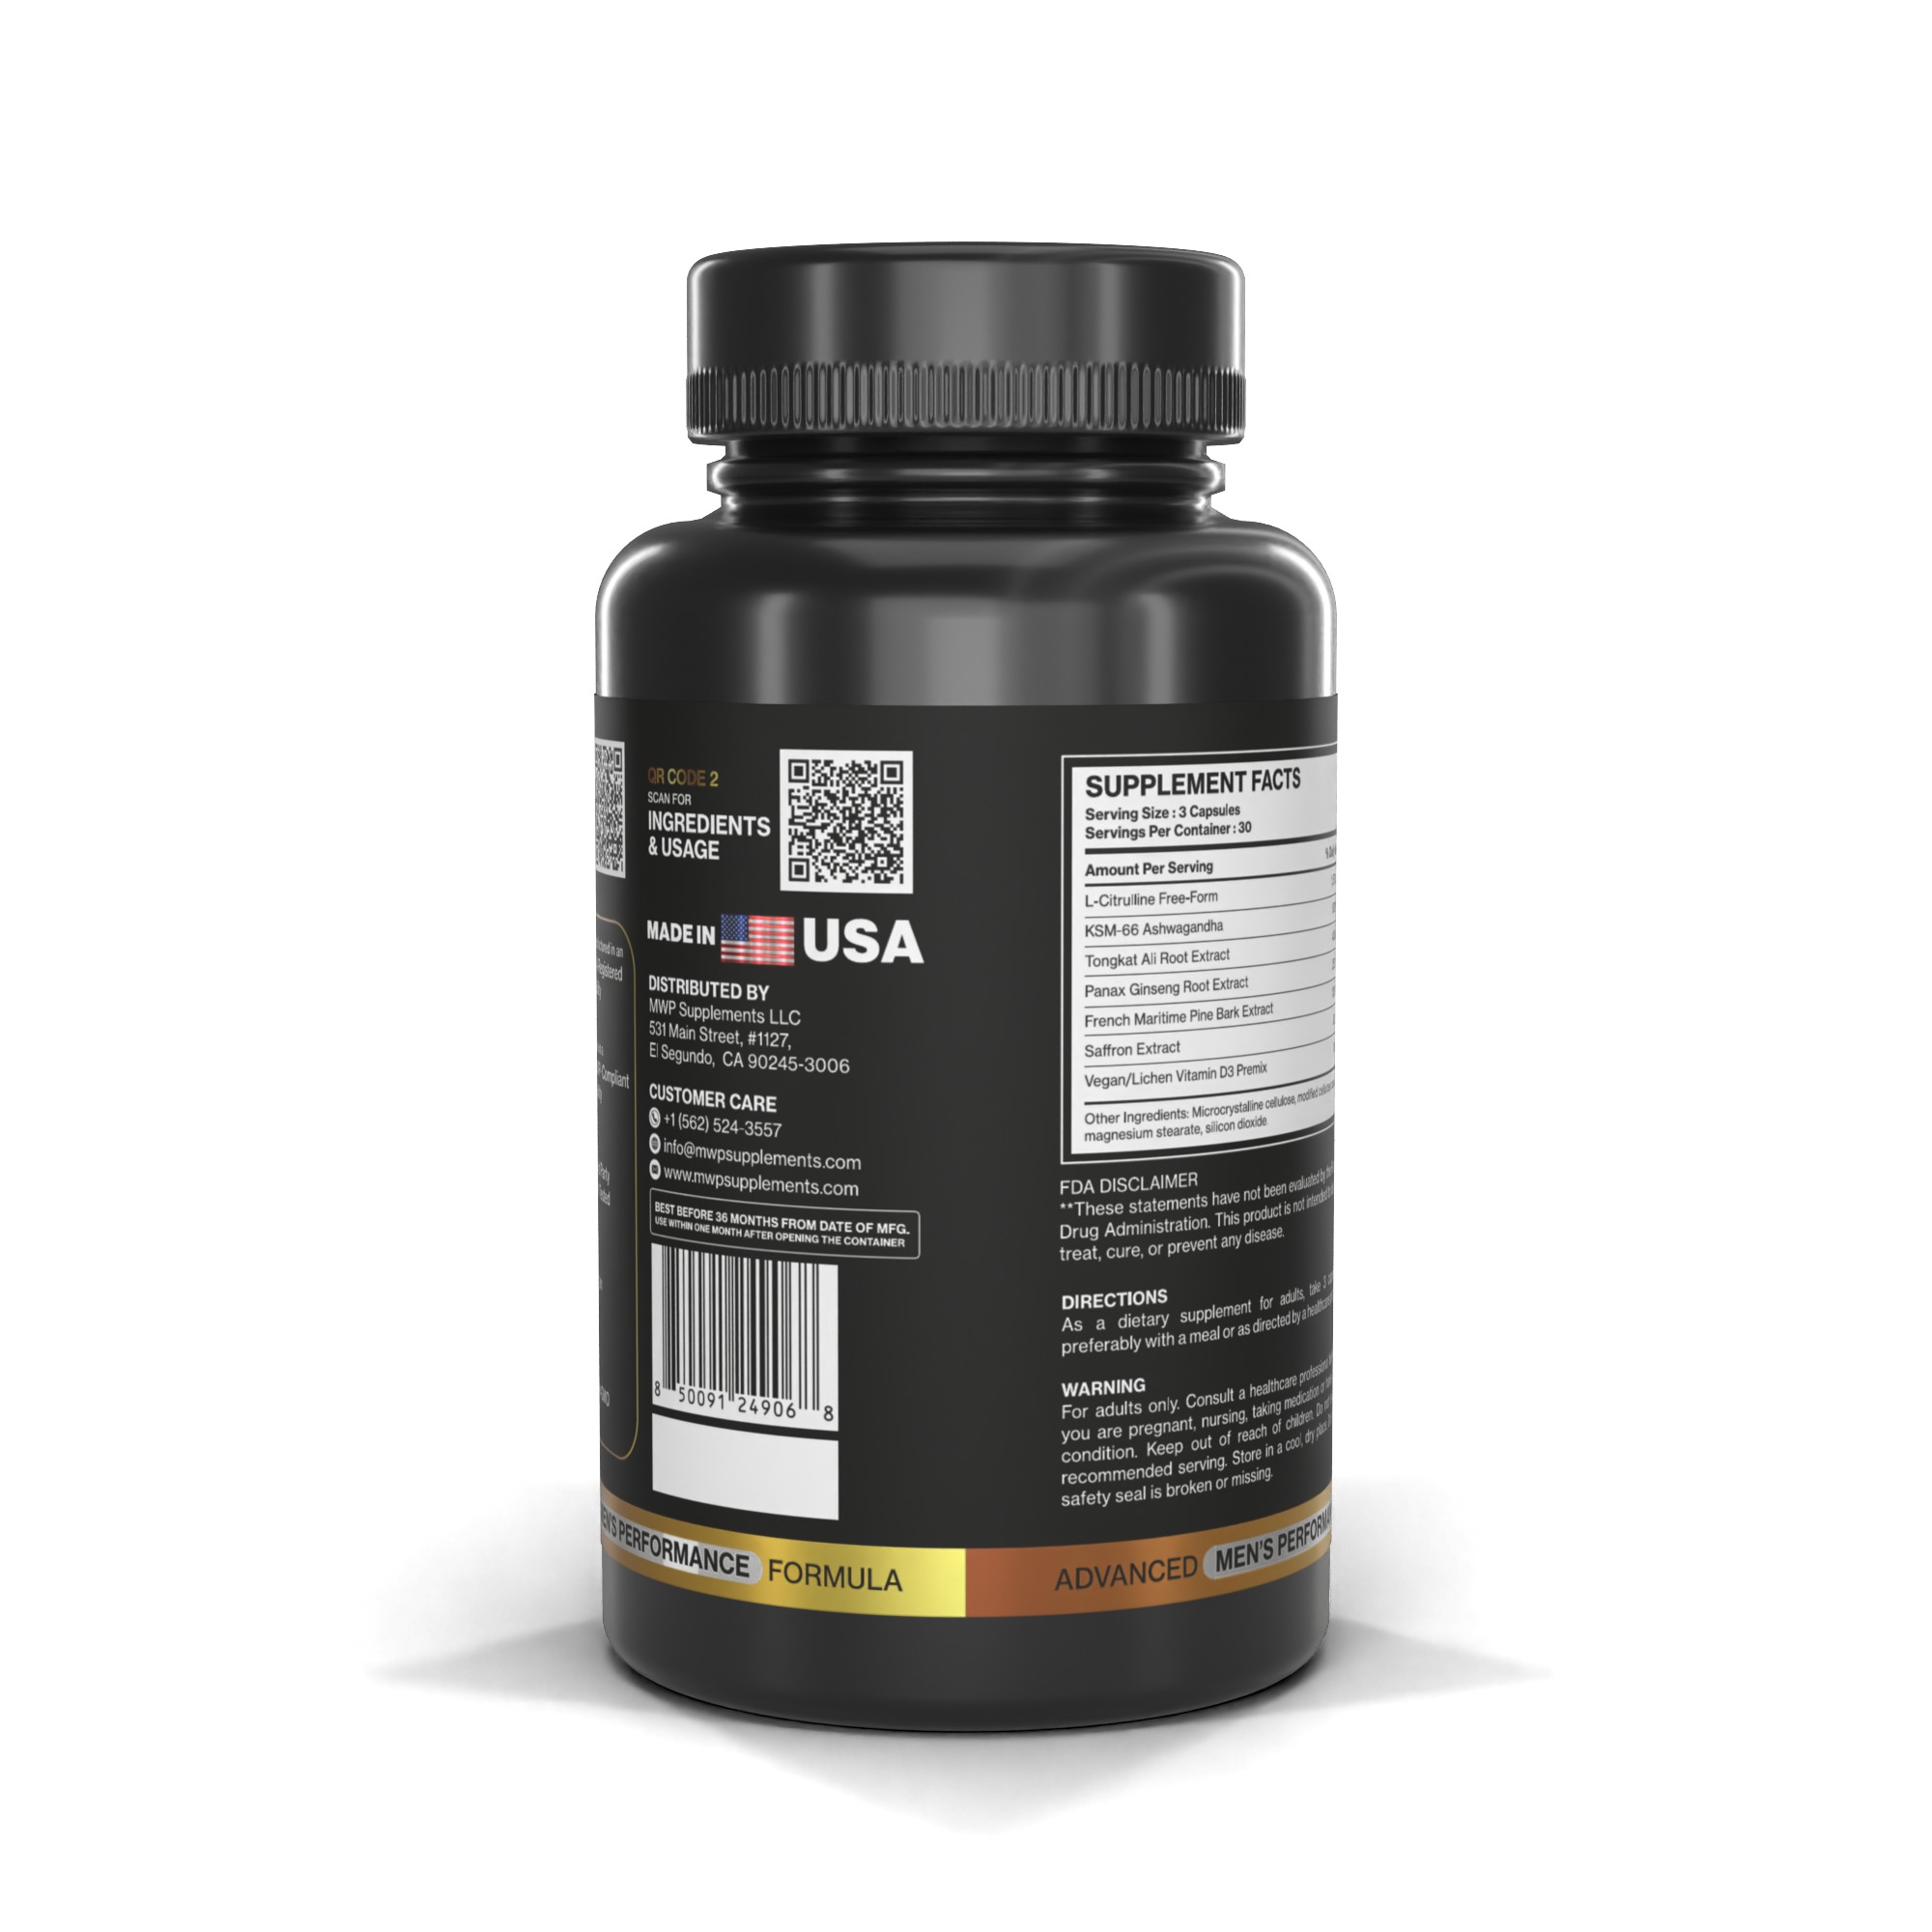 QR CODE 2
SCAN FOR
INGREDIENTS
& USAGE
MADE IN USA
DISTRIBUTED BY
MWP Supplements LLC
531 Main Street, #1127,
El Segundo, CA 90245-3006
CUSTOMER CARE
+1 (562) 524-3557
info@mwpsupplements.com
www.mwpsupplements.com
BEST BEFORE 36 MONTHS FROM DATE OF MFG.
USE WITHIN ONE MONTH AFTER OPENING THE CONTAINER
8 50091 24906 8
PERFORMANCE FORMULA
SUPPLEMENT FACTS
Serving Size : 3 Capsules
Servings Per Container : 30
Amount Per Serving
L-Citrulline Free-Form
KSM-66 Ashwagandha
Tongkat Ali Root Extract
Panax Ginseng Root Extract
French Maritime Pine Bark Extract
Saffron Extract
Vegan/Lichen Vitamin D3 Premix
Other Ingredients: Microcrystalline cellulose, modified
magnesium stearate, silicon dioxide
FDA DISCLAIMER
**These statements have not been evaluated by
Drug Administration. This product is not intended
treat, cure, or prevent any disease.
DIRECTIONS
As a dietary supplement for adults, take 3
preferably with a meal or as directed by a
WARNING
For adults only. Consult a healthcare professional
you are pregnant, nursing, taking medication or
condition. Keep out of reach of children. Do
recommended serving. Store in a cool, dry place.
safety seal is broken or missing.
ADVANCED MEN'S